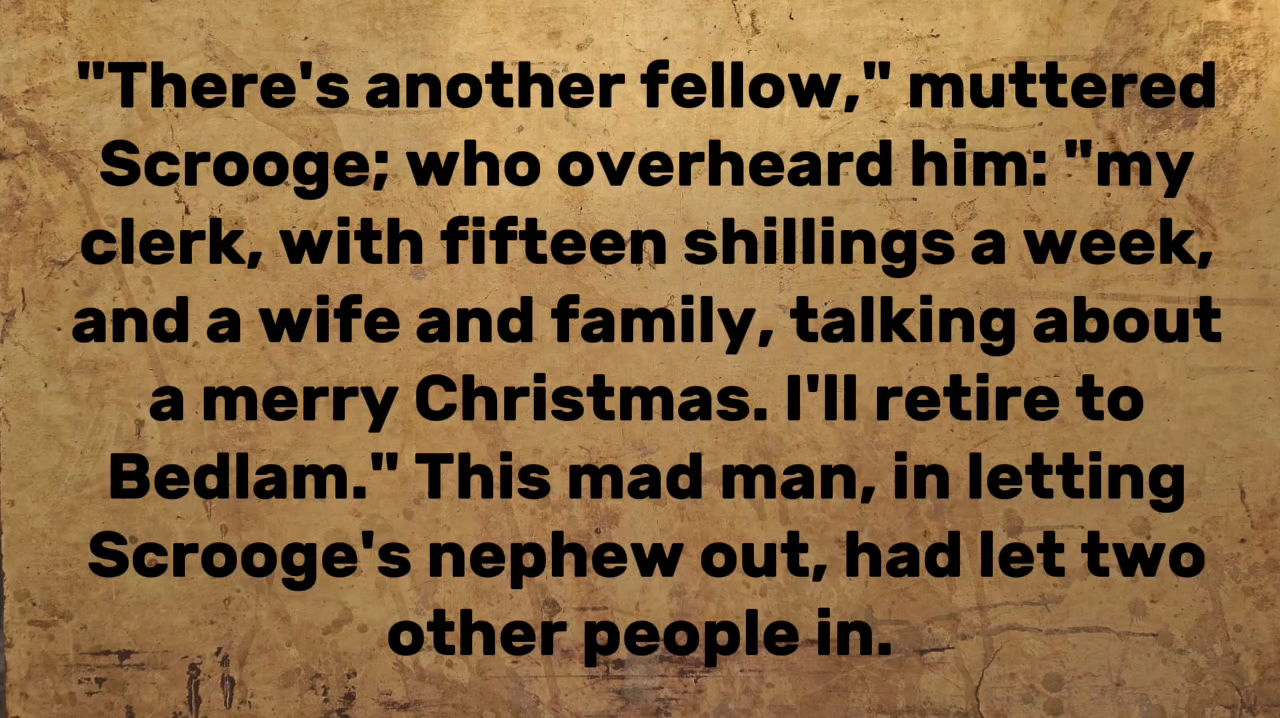 "There's another fellow," muttered
Scrooge; who overheard him: "my
clerk, with fifteen shillings a week,
and a wife and family, talking about
a merry Christmas. I'll retire to
Bedlam." This mad man, in letting
Scrooge's nephew out, had let two
other people in.